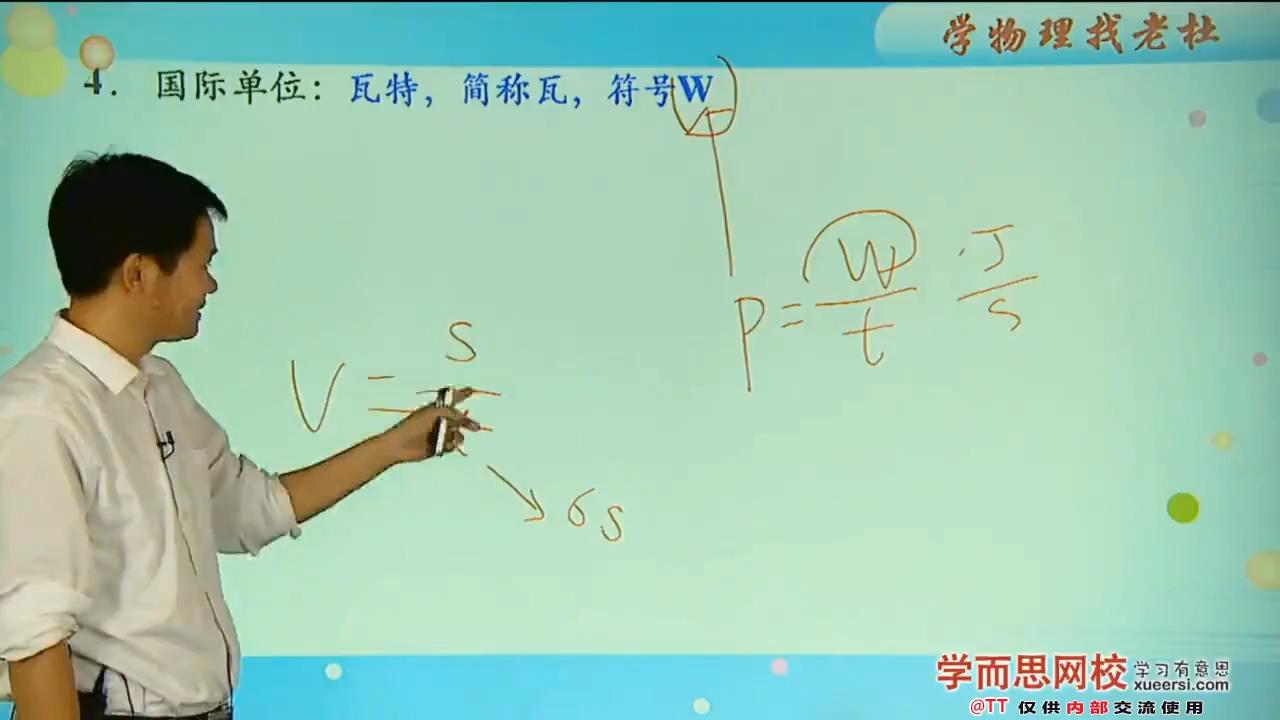 学物理找老杜
4. 国际单位：瓦特，简称瓦，符号W
P = W/t J/s
V = S
6s
学而思网校 学习有意思
xueersi.com
@TT 仅供内部交流使用